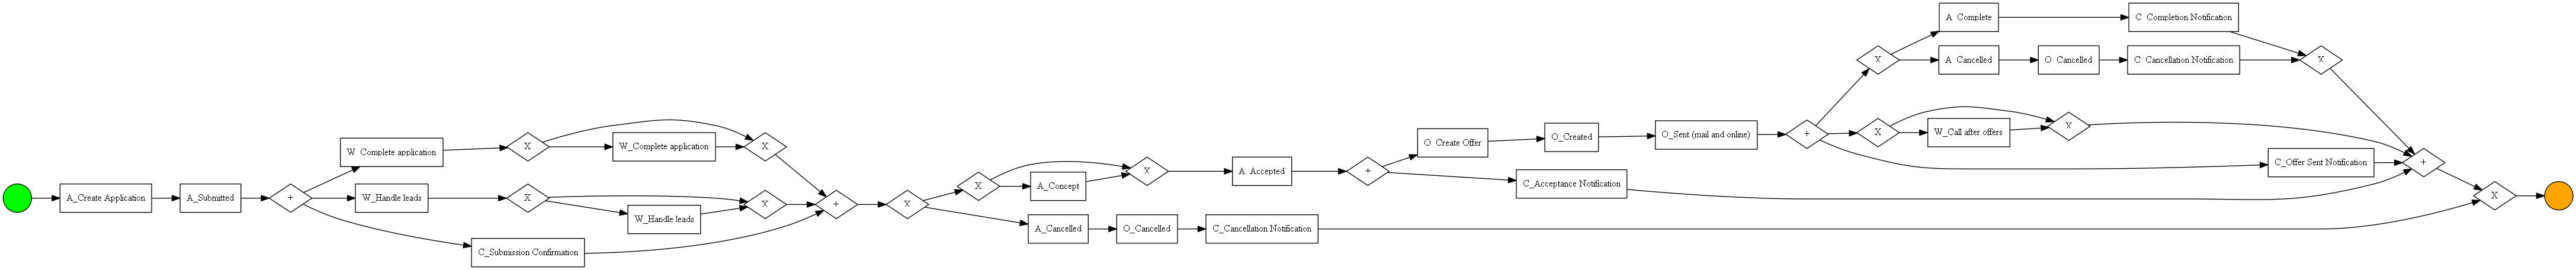 A_Create Application
A_Submitted
+
W_Complete application
X
W_Complete application
X
W_Handle leads
X
W_Handle leads
X
C_Submission Confirmation
+
X
X
A_Concept
X
A_Cancelled
O_Cancelled
C_Cancellation Notification
A_Accepted
+
O_Create Offer
O_Created
O_Sent (mail and online)
C_Acceptance Notification
+
X
A_Complete
C_Completion Notification
A_Cancelled
O_Cancelled
C_Cancellation Notification
X
X
W_Call after offers
X
C_Offer Sent Notification
+
X